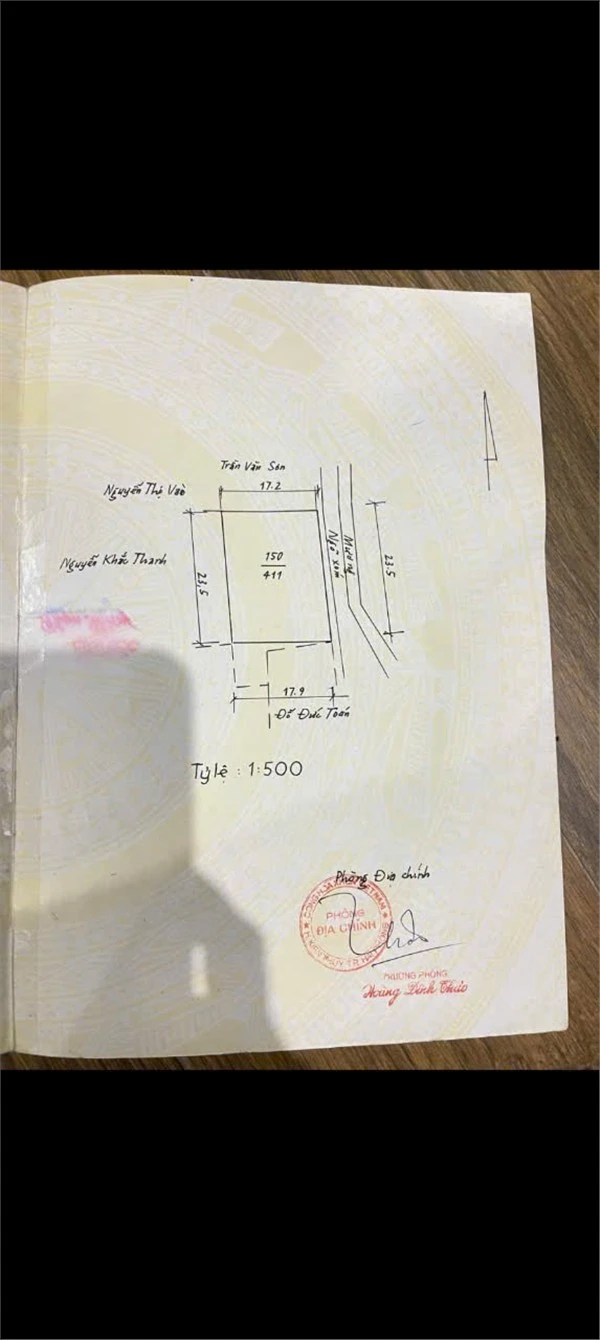 Trần Văn Sơn
17.2
Nguyễn Thị Vaò
Nguyễn Khắc Thanh
23,5
150
411
Ngõ xóm
Mương
23.5
17.9
Đỗ Đức Toán
Tỷ lệ : 1:500
Phòng Địa chính
PHÒNG
ĐỊA CHÍNH
TRƯỞNG PHÒNG
Hoàng Đình Thảo